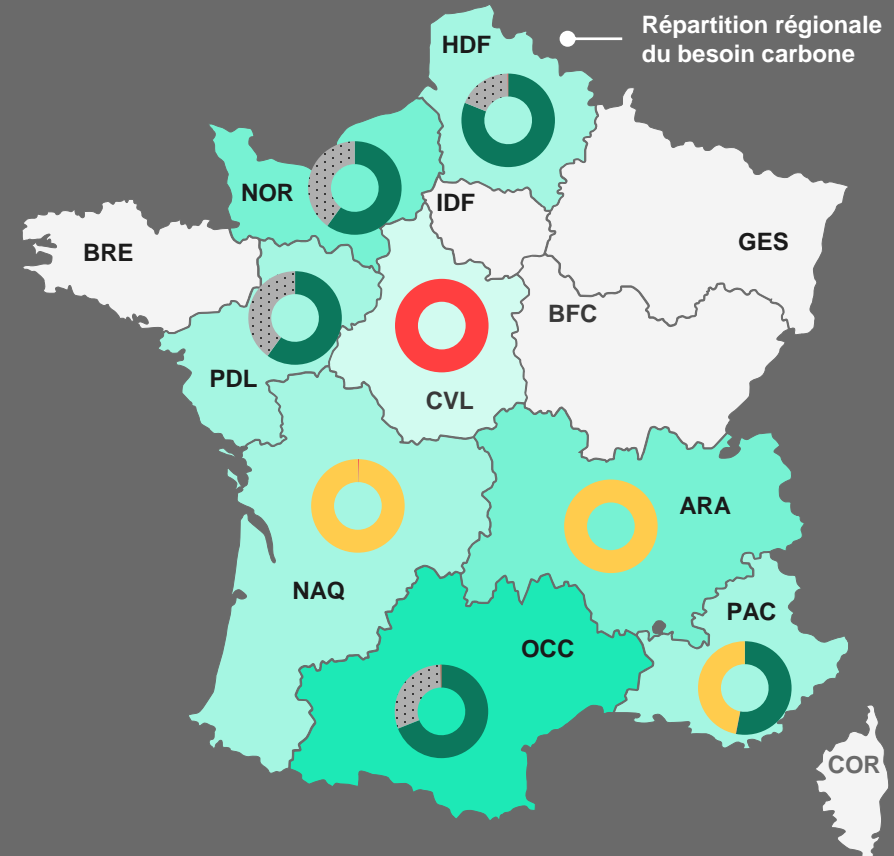 Répartition régionale
du besoin carbone
HDF
NOR
IDF
BRE
GES
BFC
PDL
CVL
ARA
NAQ
PAC
OCC
COR